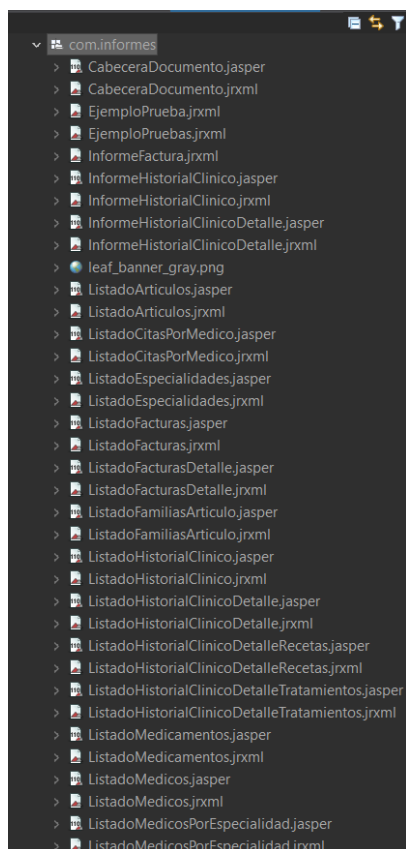 com.informes
CabeceraDocumento.jasper
CabeceraDocumento.jrxml
EjemploPrueba.jrxml
EjemploPruebas.jrxml
InformeFactura.jrxml
InformeHistorialClinico.jasper
InformeHistorialClinico.jrxml
InformeHistorialClinicoDetalle.jasper
InformeHistorialClinicoDetalle.jrxml
leaf_banner_gray.png
ListadoArticulos.jasper
ListadoArticulos.jrxml
ListadoCitasPorMedico.jasper
ListadoCitasPorMedico.jrxml
ListadoEspecialidades.jasper
ListadoEspecialidades.jrxml
ListadoFacturas.jasper
ListadoFacturas.jrxml
ListadoFacturasDetalle.jasper
ListadoFacturasDetalle.jrxml
ListadoFamiliasArticulo.jasper
ListadoFamiliasArticulo.jrxml
ListadoHistorialClinico.jasper
ListadoHistorialClinico.jrxml
ListadoHistorialClinicoDetalle.jasper
ListadoHistorialClinicoDetalle.jrxml
ListadoHistorialClinicoDetalleRecetas.jasper
ListadoHistorialClinicoDetalleRecetas.jrxml
ListadoHistorialClinicoDetalleTratamientos.jasper
ListadoHistorialClinicoDetalleTratamientos.jrxml
ListadoMedicamentos.jasper
ListadoMedicamentos.jrxml
ListadoMedicos.jasper
ListadoMedicos.jrxml
ListadoMedicosPorEspecialidad.jasper
ListadoMedicosPorEspecialidad.jrxml